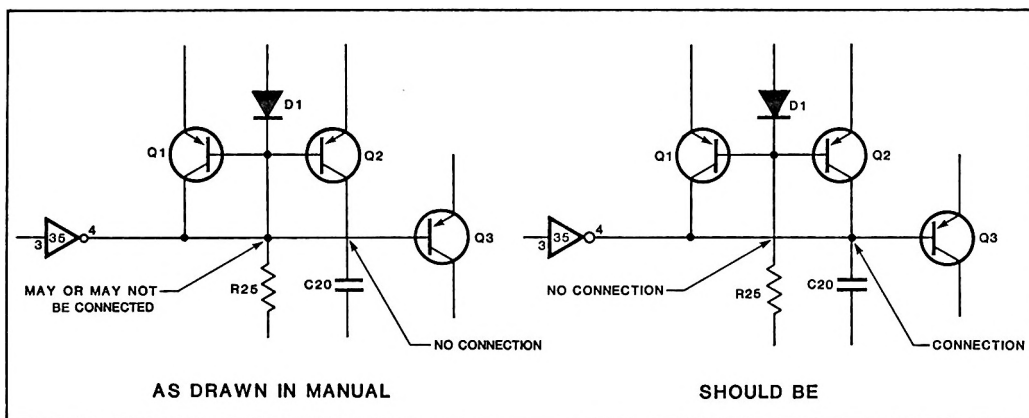 D1
Q1
Q2
Q3
3
35
4
MAY OR MAY NOT
BE CONNECTED
R25
C20
NO CONNECTION
AS DRAWN IN MANUAL
D1
Q1
Q2
Q3
3
35
4
NO CONNECTION
R25
C20
CONNECTION
SHOULD BE